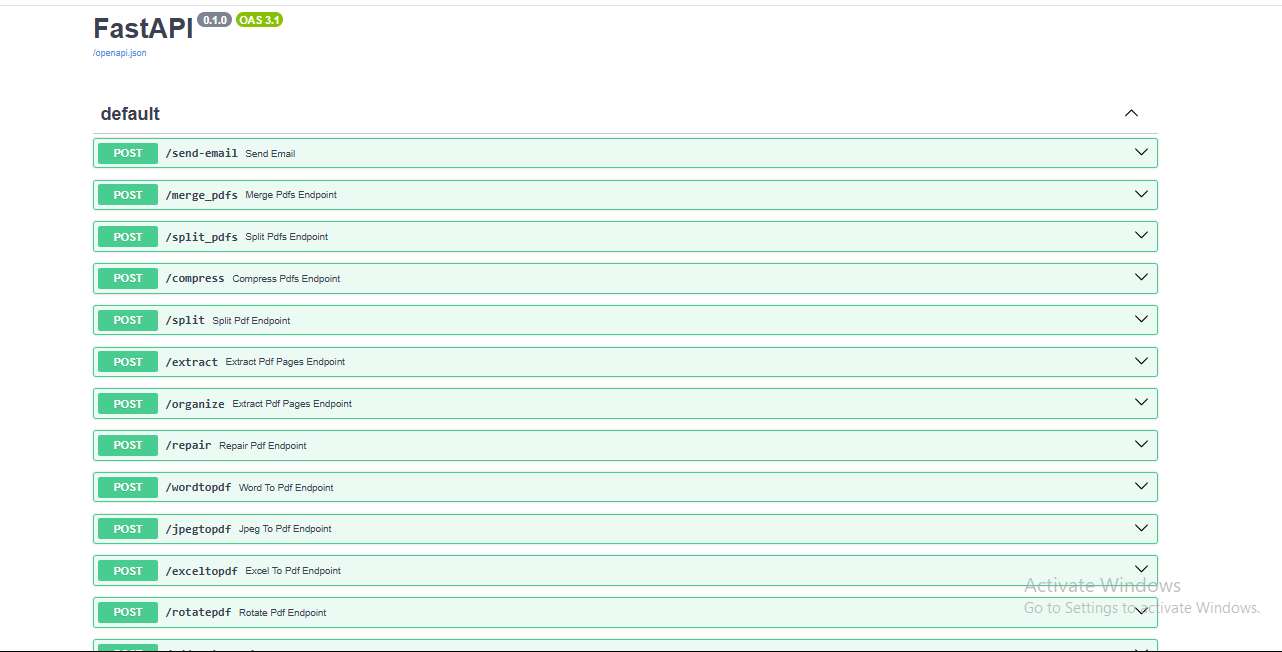 FastAPI 0.1.0 OAS 3.1
/openapi.json
default
POST /send-email Send Email
POST /merge_pdfs Merge Pdfs Endpoint
POST /split_pdfs Split Pdfs Endpoint
POST /compress Compress Pdfs Endpoint
POST /split Split Pdf Endpoint
POST /extract Extract Pdf Pages Endpoint
POST /organize Extract Pdf Pages Endpoint
POST /repair Repair Pdf Endpoint
POST /wordtopdf Word To Pdf Endpoint
POST /jpegtopdf Jpeg To Pdf Endpoint
POST /exceltopdf Excel To Pdf Endpoint
Activate Windows
Go to Settings to activate Windows.
POST /rotatepdf Rotate Pdf Endpoint